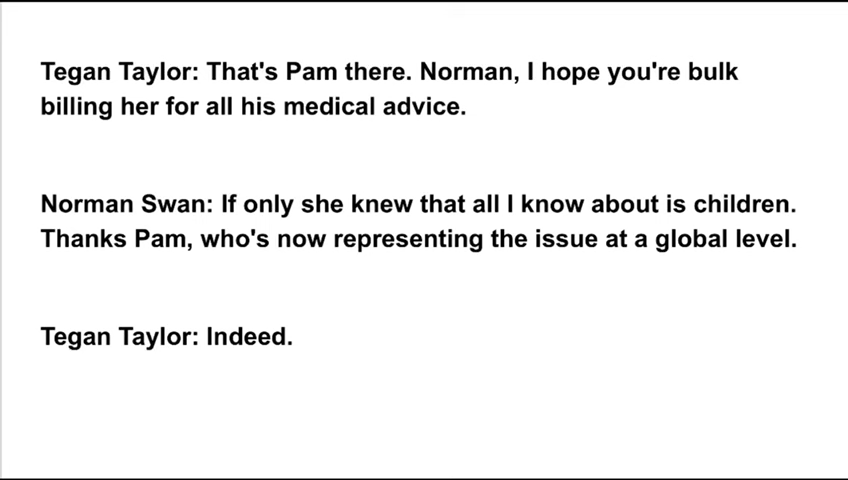 Tegan Taylor: That's Pam there. Norman, I hope you're bulk
billing her for all his medical advice.
Norman Swan: If only she knew that all I know about is children.
Thanks Pam, who's now representing the issue at a global level.
Tegan Taylor: Indeed.